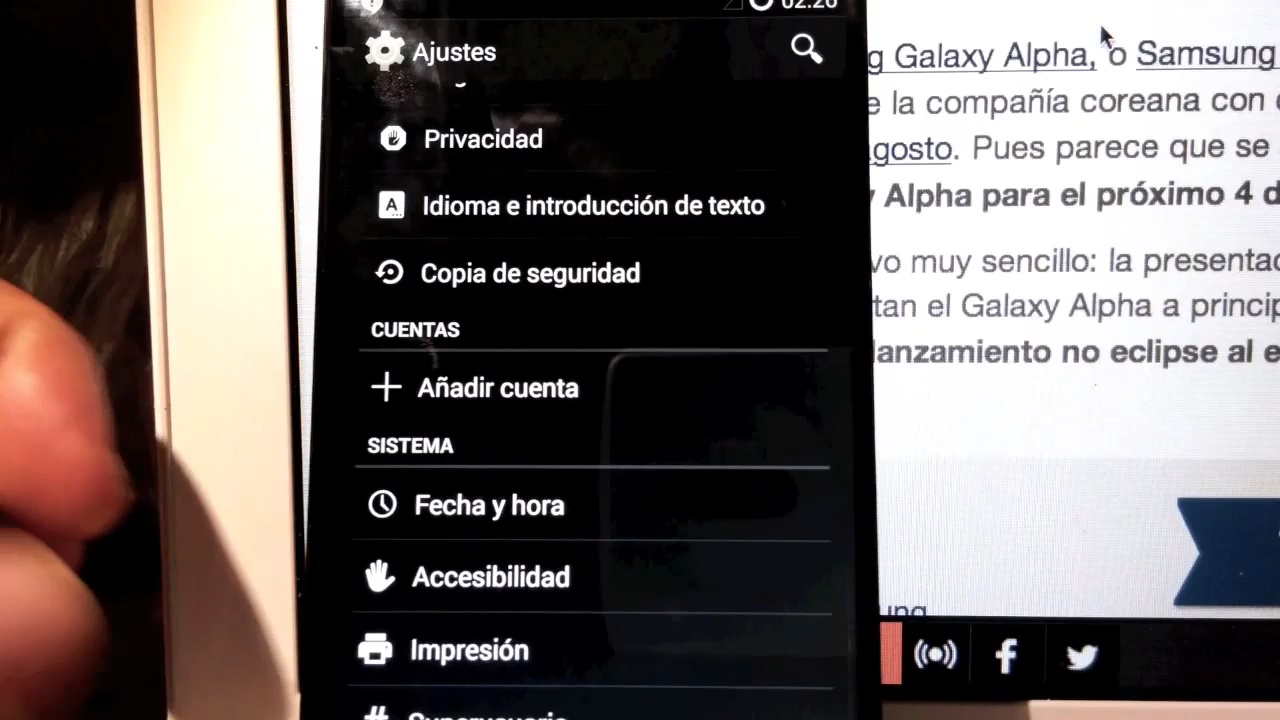 02:26
Ajustes
Privacidad
Idioma e introducción de texto
Copia de seguridad
CUENTAS
Añadir cuenta
SISTEMA
Fecha y hora
Accesibilidad
Impresión
Superusuario
g Galaxy Alpha, o Samsung
e la compañía coreana con
agosto. Pues parece que se
Alpha para el próximo 4 d
vo muy sencillo: la presentac
tan el Galaxy Alpha a princip
lanzamiento no eclipse al e
ung